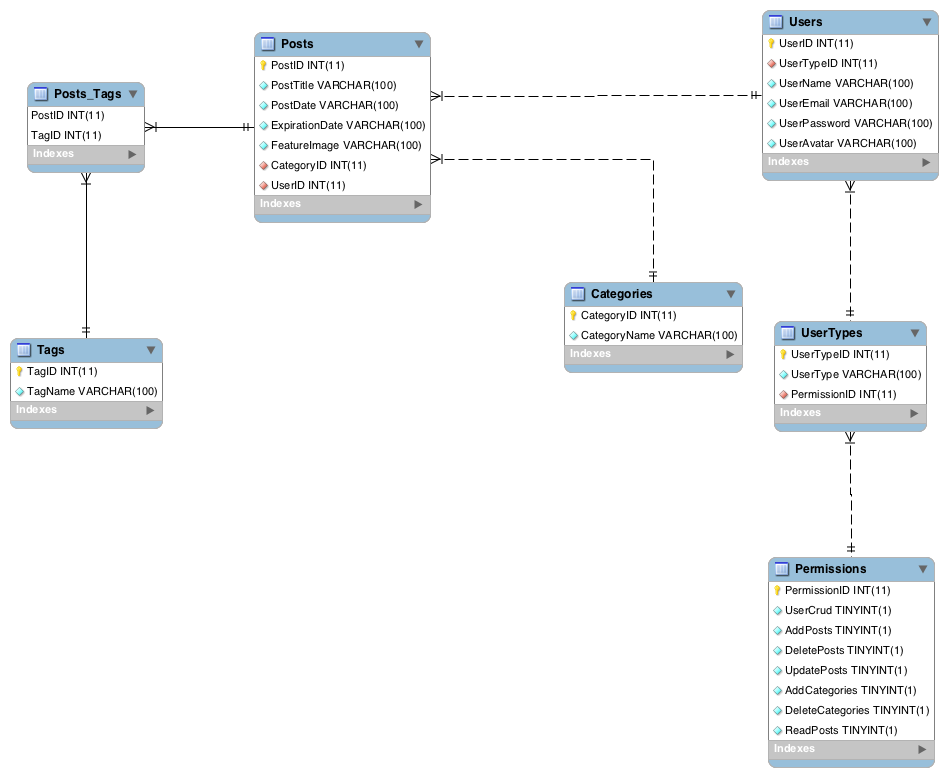 Posts_Tags
PostID INT(11)
TagID INT(11)
Indexes
Posts
PostID INT(11)
PostTitle VARCHAR(100)
PostDate VARCHAR(100)
ExpirationDate VARCHAR(100)
FeatureImage VARCHAR(100)
CategoryID INT(11)
UserID INT(11)
Indexes
Users
UserID INT(11)
UserTypeID INT(11)
UserName VARCHAR(100)
UserEmail VARCHAR(100)
UserPassword VARCHAR(100)
UserAvatar VARCHAR(100)
Indexes
Tags
TagID INT(11)
TagName VARCHAR(100)
Indexes
Categories
CategoryID INT(11)
CategoryName VARCHAR(100)
Indexes
UserTypes
UserTypeID INT(11)
UserType VARCHAR(100)
PermissionID INT(11)
Indexes
Permissions
PermissionID INT(11)
UserCrud TINYINT(1)
AddPosts TINYINT(1)
DeletePosts TINYINT(1)
UpdatePosts TINYINT(1)
AddCategories TINYINT(1)
DeleteCategories TINYINT(1)
ReadPosts TINYINT(1)
Indexes